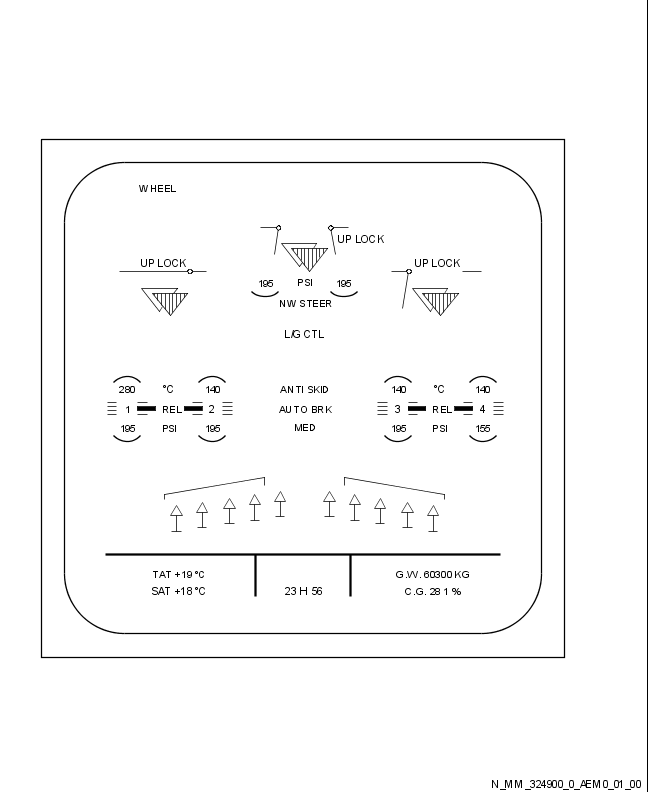 WHEEL
UP LOCK
UP LOCK UP LOCK
195 PSI 195
NW STEER
L/G CTL
280 °C 140 ANTI SKID 140 °C 140
1 REL 2 AUTO BRK 3 REL 4
195 PSI 195 MED 195 PSI 155
TAT +19°C G.W. 60300 KG
SAT +18°C 23 H 56 C.G. 28 1 %
N_MM_324900_0_AEM0_01_00